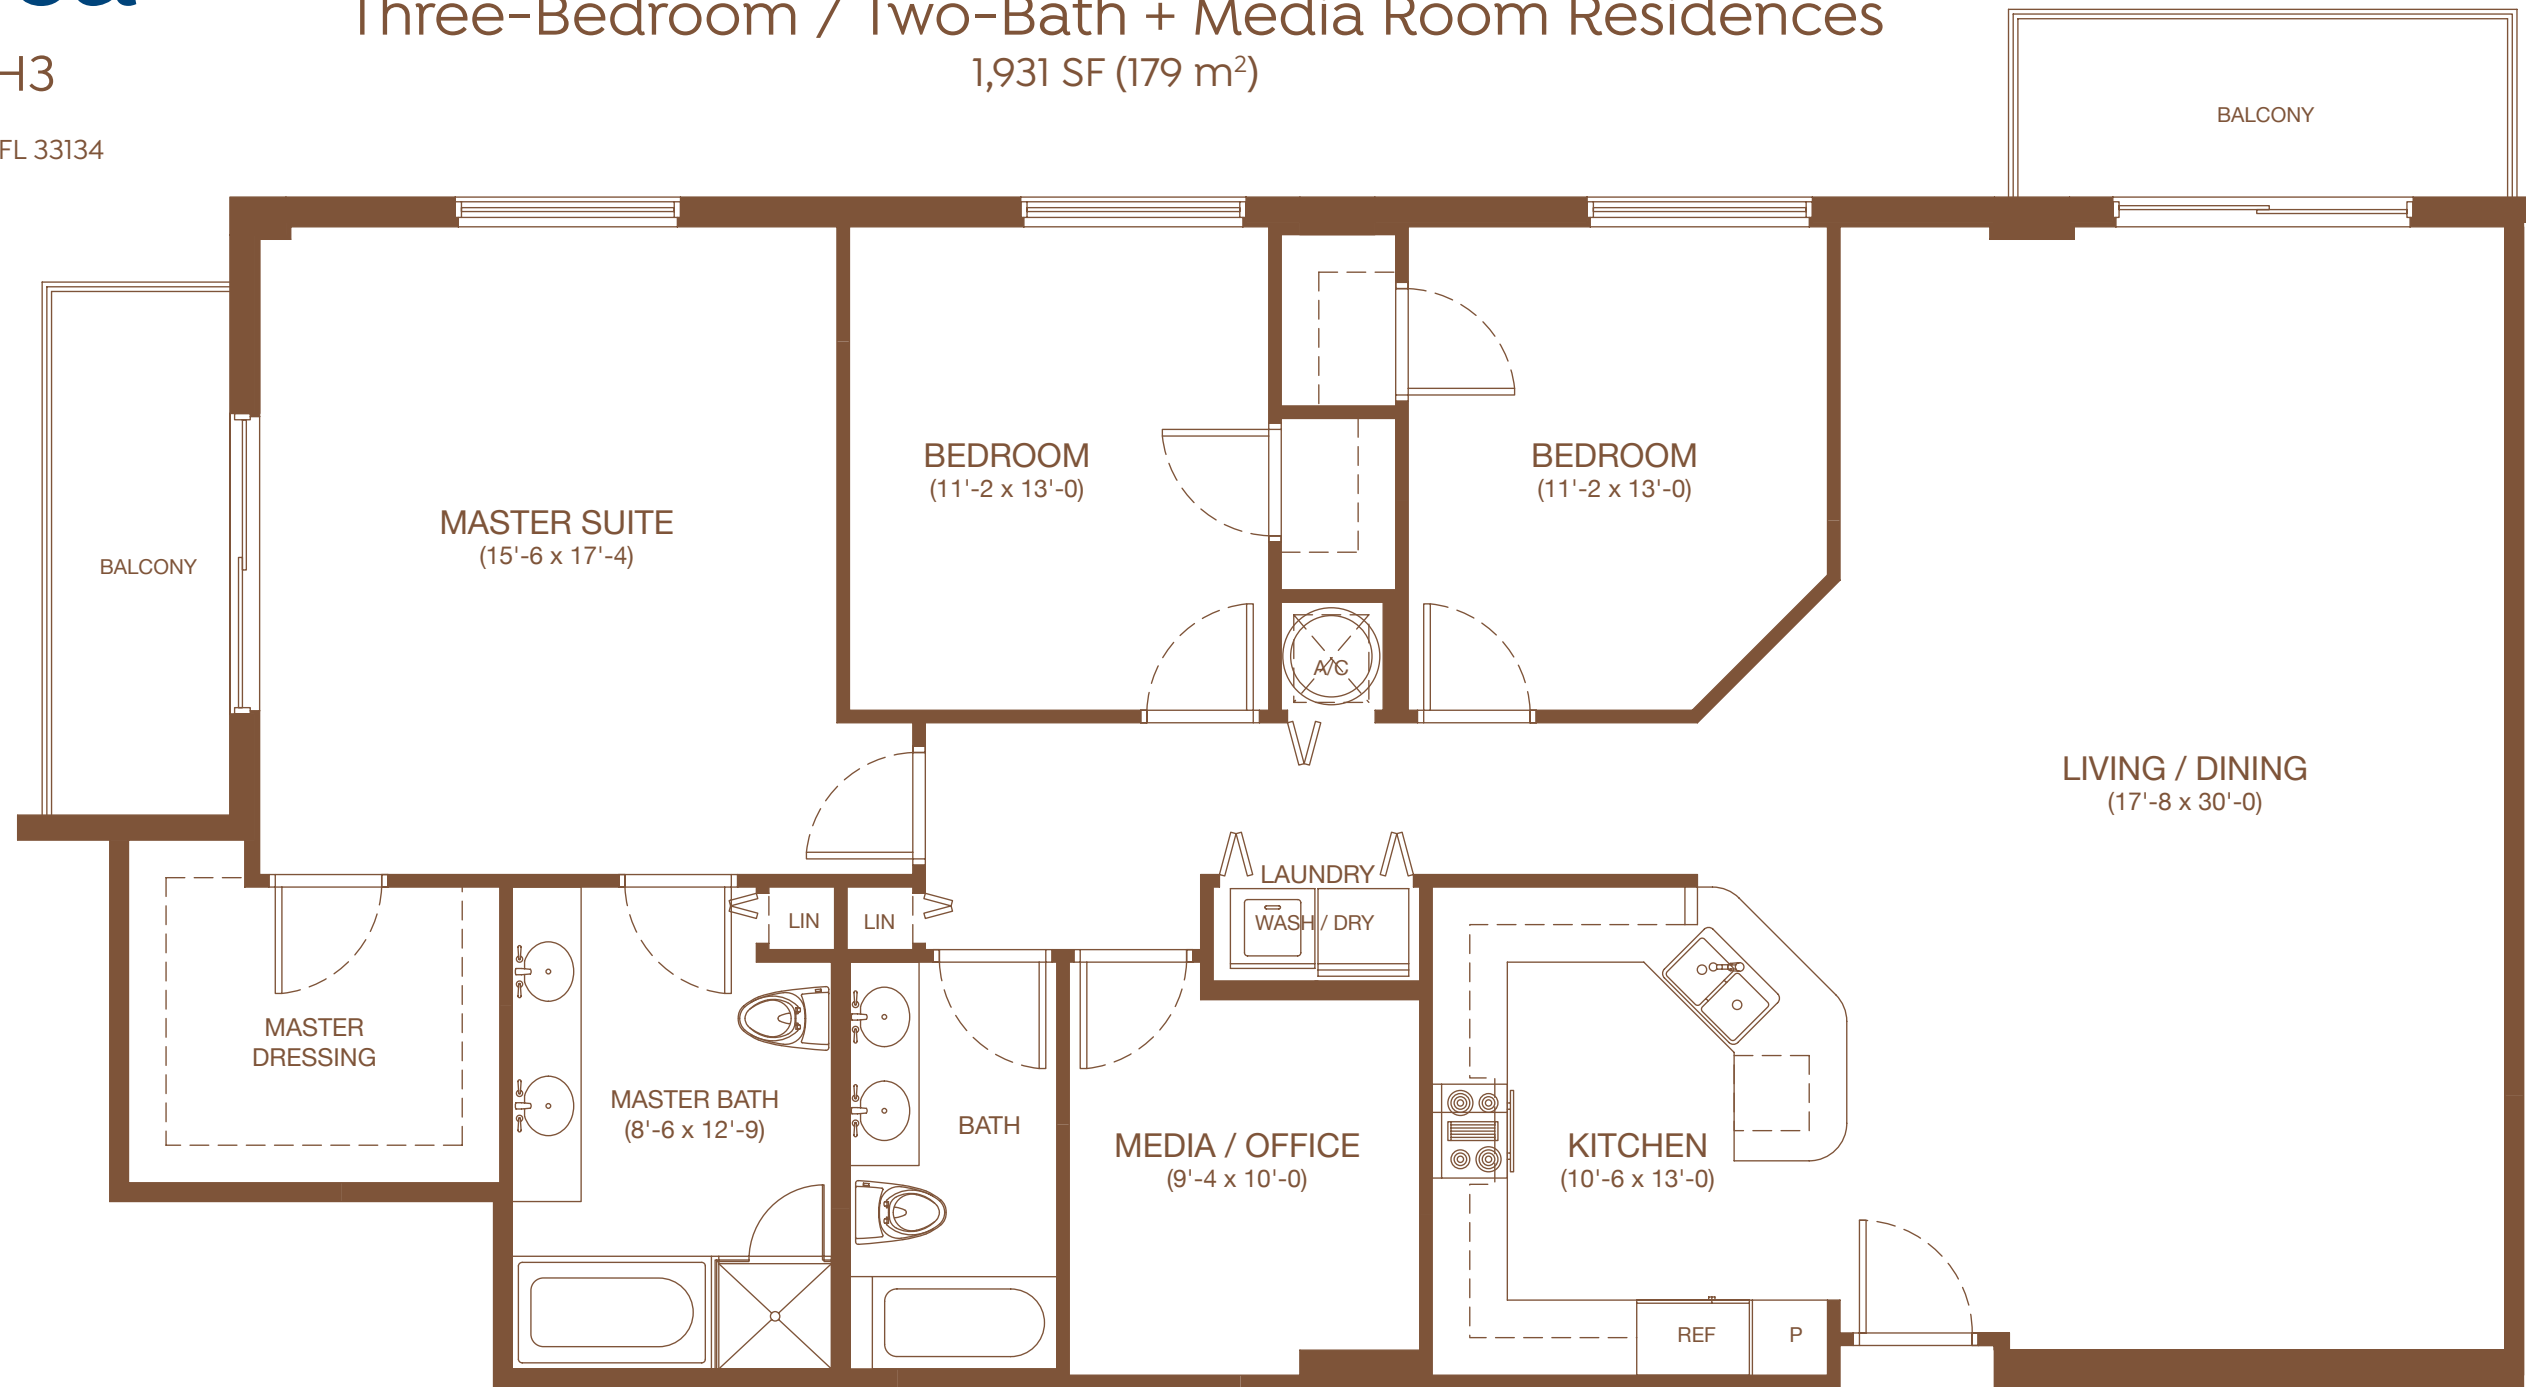 Three-Bedroom / Two-Bath + Media Room Residences
1,931 SF (179 m²)
H3
FL 33134
BALCONY
BEDROOM
(11'-2 x 13'-0)
BEDROOM
(11'-2 x 13'-0)
MASTER SUITE
(15'-6 x 17'-4)
BALCONY
A/C
LIVING / DINING
(17'-8 x 30'-0)
LAUNDRY
WASH / DRY
LIN
LIN
MASTER
DRESSING
MASTER BATH
(8'-6 x 12'-9)
BATH
MEDIA / OFFICE
(9'-4 x 10'-0)
KITCHEN
(10'-6 x 13'-0)
REF
P